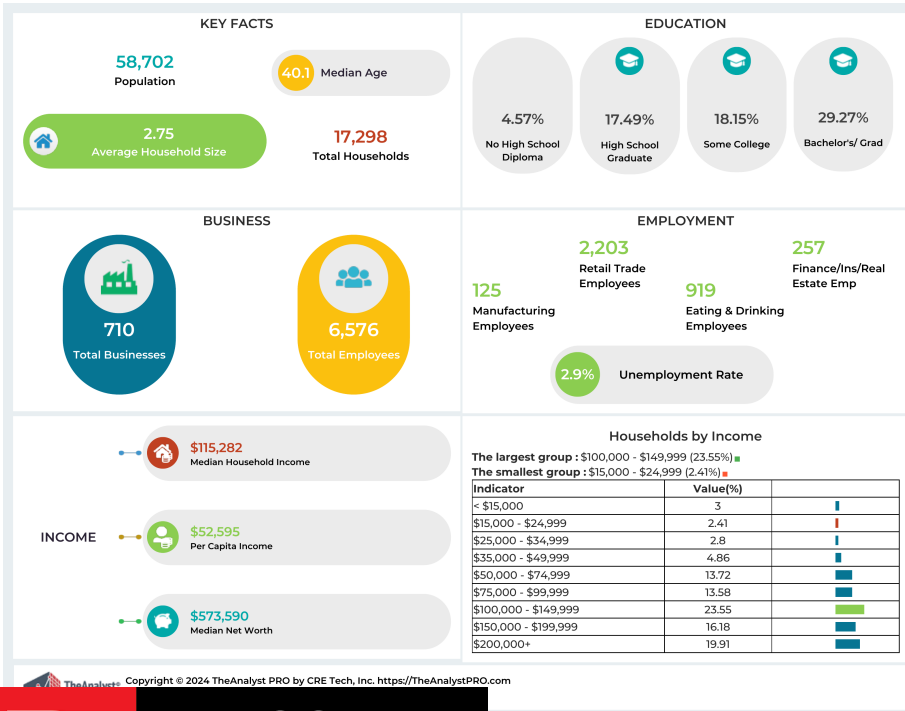 KEY FACTS
58,702
Population
40.1 Median Age
2.75
Average Household Size
17,298
Total Households
EDUCATION
4.57%
No High School
Diploma
17.49%
High School
Graduate
18.15%
Some College
29.27%
Bachelor's/ Grad
BUSINESS
710
Total Businesses
6,576
Total Employees
EMPLOYMENT
125
Manufacturing
Employees
2,203
Retail Trade
Employees
919
Eating & Drinking
Employees
257
Finance/Ins/Real
Estate Emp
2.9% Unemployment Rate
INCOME
$115,282
Median Household Income
$52,595
Per Capita Income
$573,590
Median Net Worth
Households by Income
The largest group : $100,000 - $149,999 (23.55%)
The smallest group : $15,000 - $24,999 (2.41%)
Indicator Value(%)
< $15,000 3
$15,000 - $24,999 2.41
$25,000 - $34,999 2.8
$35,000 - $49,999 4.86
$50,000 - $74,999 13.72
$75,000 - $99,999 13.58
$100,000 - $149,999 23.55
$150,000 - $199,999 16.18
$200,000+ 19.91
TheAnalyst® Copyright © 2024 TheAnalyst PRO by CRE Tech, Inc. https://TheAnalystPRO.com